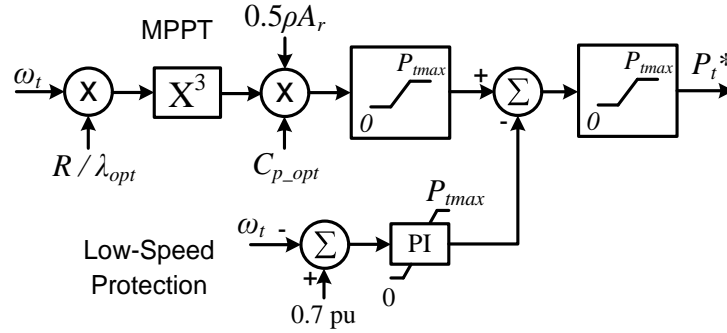 MPPT
0.5ρA_r
ω_t
X
X^3
X
P_tmax
0
+
Σ
-
P_tmax
0
P_t*
R / λ_opt
C_p_opt
P_tmax
Low-Speed
Protection
ω_t
-
Σ
+
PI
0
0.7 pu